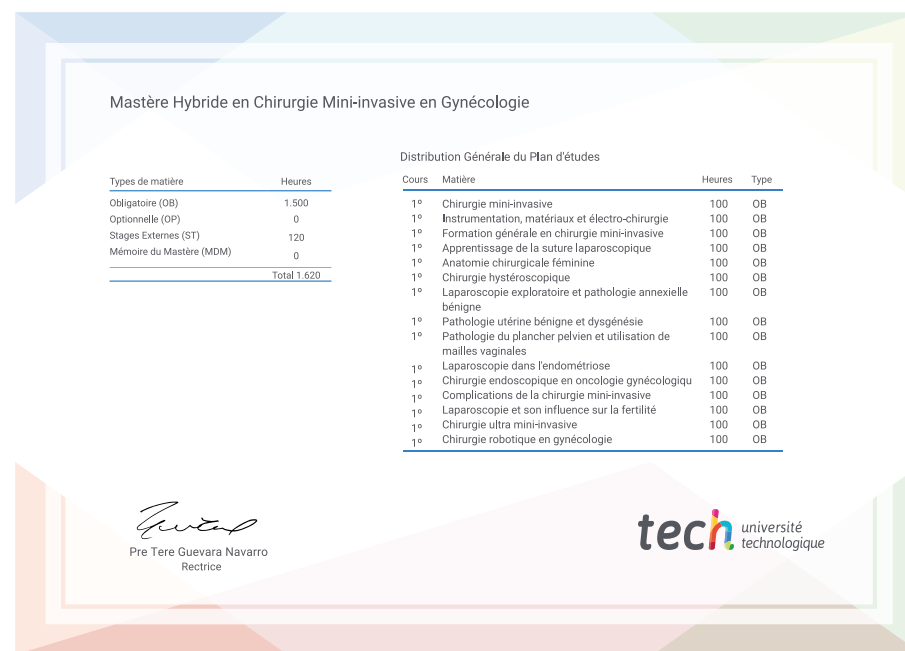 Mastère Hybride en Chirurgie Mini-invasive en Gynécologie
Types de matière Heures
Obligatoire (OB) 1.500
Optionnelle (OP) 0
Stages Externes (ST) 120
Mémoire du Mastère (MDM) 0
Total 1.620
Distribution Générale du Plan d'études
Cours Matière Heures Type
1º Chirurgie mini-invasive 100 OB
1º Instrumentation, matériaux et électro-chirurgie 100 OB
1º Formation générale en chirurgie mini-invasive 100 OB
1º Apprentissage de la suture laparoscopique 100 OB
1º Anatomie chirurgicale féminine 100 OB
1º Chirurgie hystéroscopique 100 OB
1º Laparoscopie exploratoire et pathologie annexielle 100 OB
bénigne
1º Pathologie utérine bénigne et dysgénésie 100 OB
1º Pathologie du plancher pelvien et utilisation de 100 OB
mailles vaginales
1º Laparoscopie dans l'endométriose 100 OB
1º Chirurgie endoscopique en oncologie gynécologiqu 100 OB
1º Complications de la chirurgie mini-invasive 100 OB
1º Laparoscopie et son influence sur la fertilité 100 OB
1º Chirurgie ultra mini-invasive 100 OB
1º Chirurgie robotique en gynécologie 100 OB
Pre Tere Guevara Navarro
Rectrice
tech université
technologique